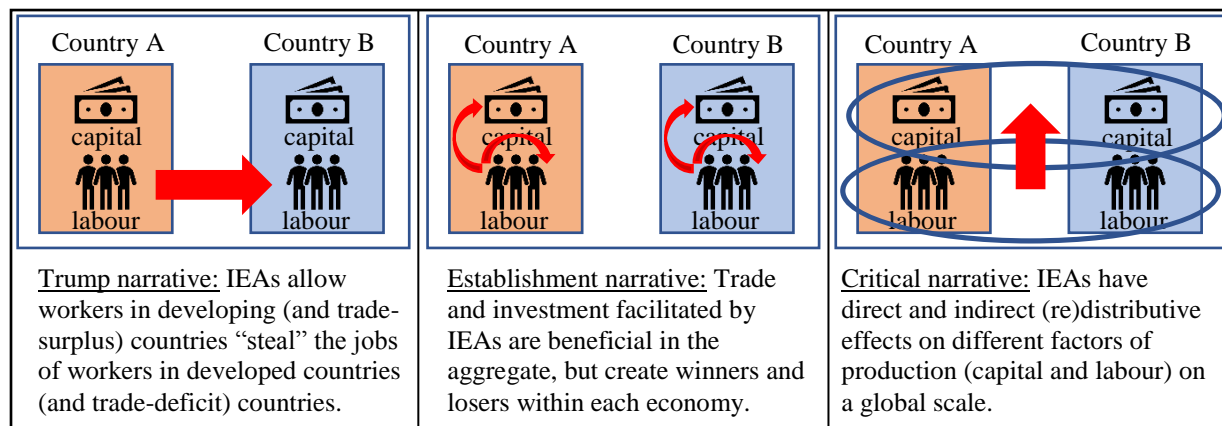 Country A
Country B
capital
capital
labour
labour
Trump narrative: IEAs allow
workers in developing (and trade-
surplus) countries “steal” the jobs
of workers in developed countries
(and trade-deficit) countries.
Country A
Country B
capital
capital
labour
labour
Establishment narrative: Trade
and investment facilitated by
IEAs are beneficial in the
aggregate, but create winners and
losers within each economy.
Country A
Country B
capital
capital
labour
labour
Critical narrative: IEAs have
direct and indirect (re)distributive
effects on different factors of
production (capital and labour) on
a global scale.